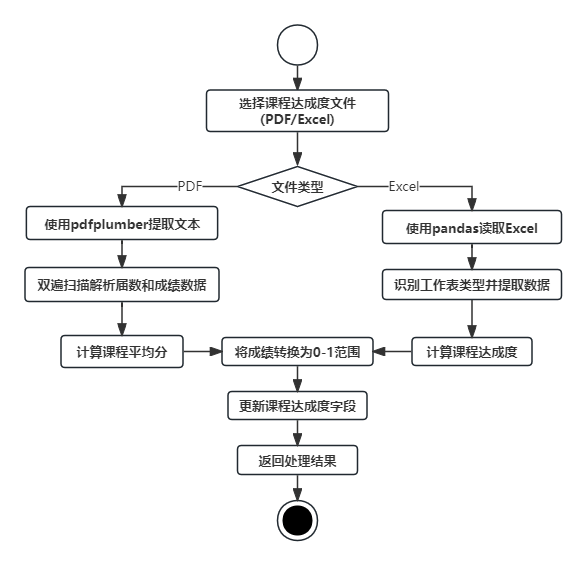 选择课程达成度文件
(PDF/Excel)
文件类型
PDF
Excel
使用pdfplumber提取文本
使用pandas读取Excel
双遍扫描解析届数和成绩数据
识别工作表类型并提取数据
计算课程平均分
将成绩转换为0-1范围
计算课程达成度
更新课程达成度字段
返回处理结果